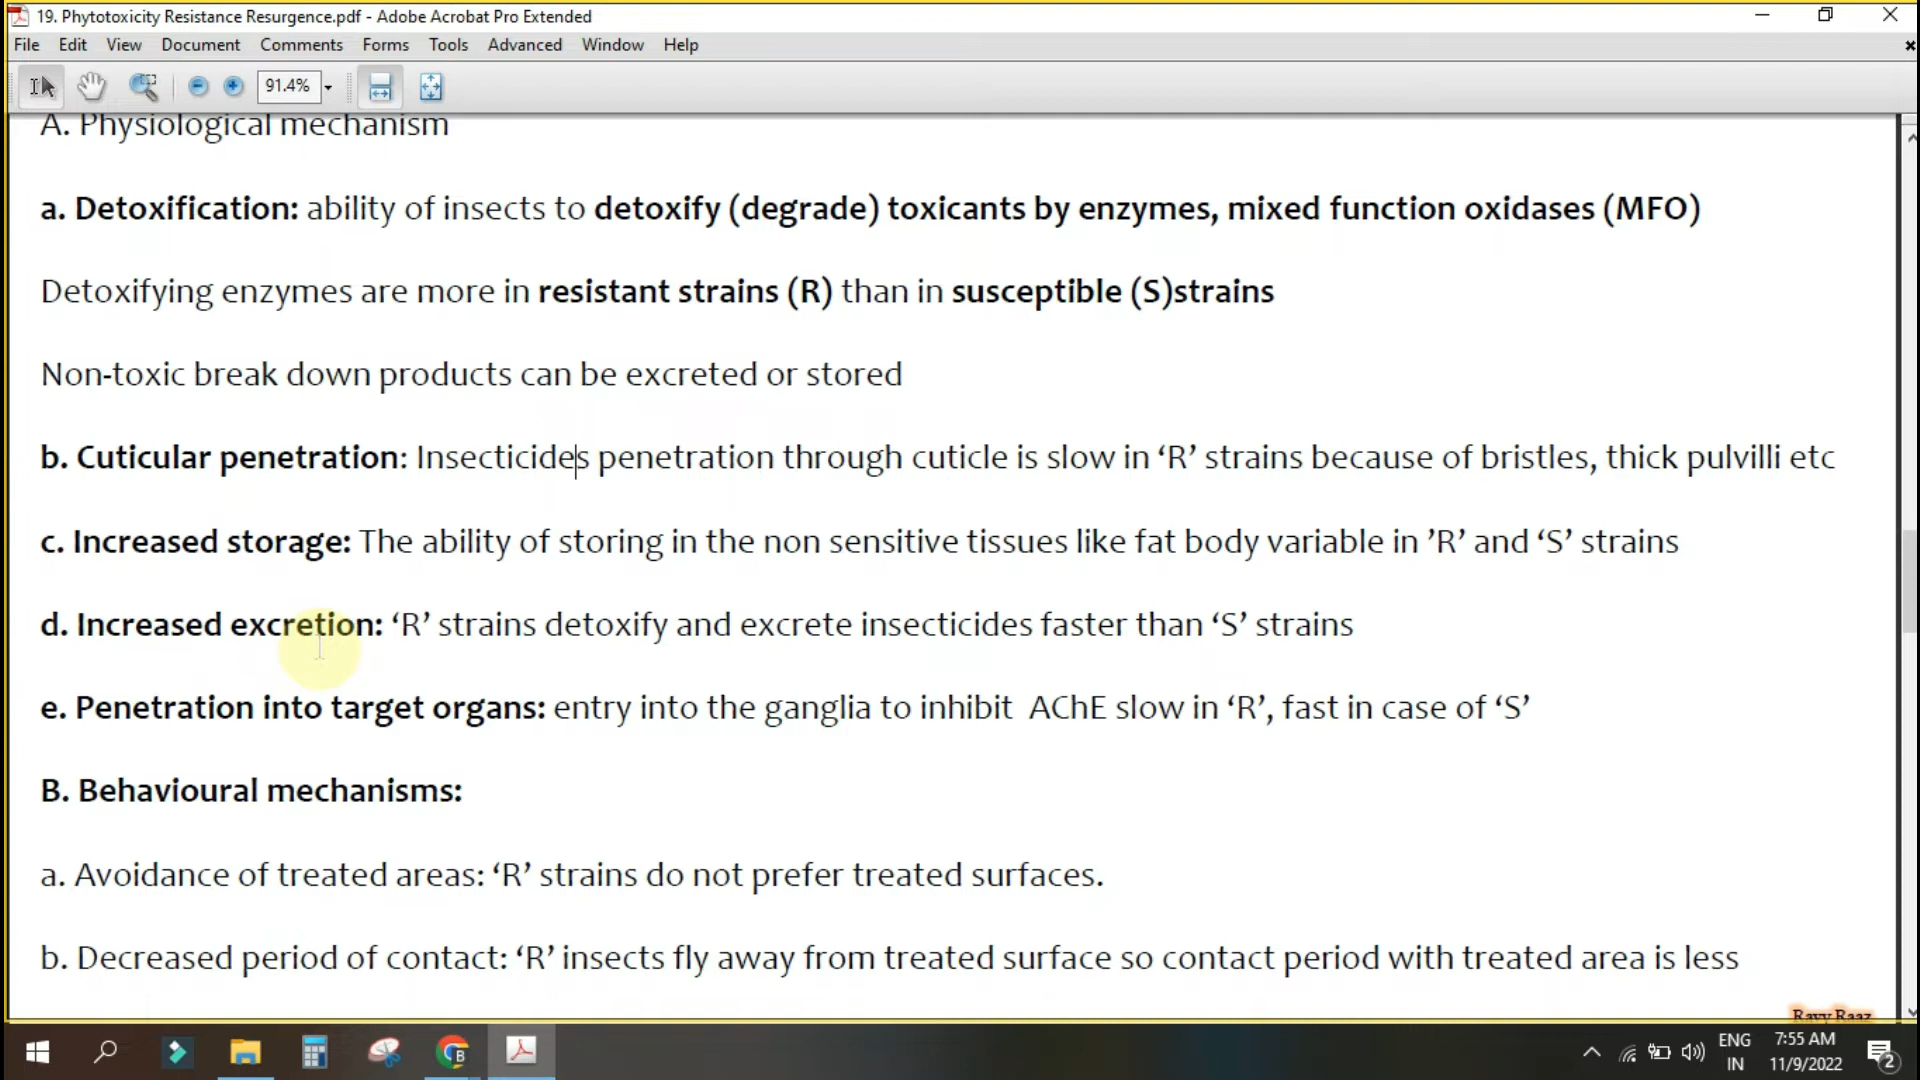 19. Phytotoxicity Resistance Resurgence.pdf - Adobe Acrobat Pro Extended
File Edit View Document Comments Forms Tools Advanced Window Help
91.4%
A. Physiological mechanism
a. Detoxification: ability of insects to detoxify (degrade) toxicants by enzymes, mixed function oxidases (MFO)
Detoxifying enzymes are more in resistant strains (R) than in susceptible (S)strains
Non-toxic break down products can be excreted or stored
b. Cuticular penetration: Insecticides penetration through cuticle is slow in ‘R’ strains because of bristles, thick pulvilli etc
c. Increased storage: The ability of storing in the non sensitive tissues like fat body variable in ’R’ and ‘S’ strains
d. Increased excretion: ‘R’ strains detoxify and excrete insecticides faster than ‘S’ strains
e. Penetration into target organs: entry into the ganglia to inhibit  AChE slow in ‘R’, fast in case of ‘S’
B. Behavioural mechanisms:
a. Avoidance of treated areas: ‘R’ strains do not prefer treated surfaces.
b. Decreased period of contact: ‘R’ insects fly away from treated surface so contact period with treated area is less
Ravy Raaz
ENG 7:55 AM
IN 11/9/2022 2